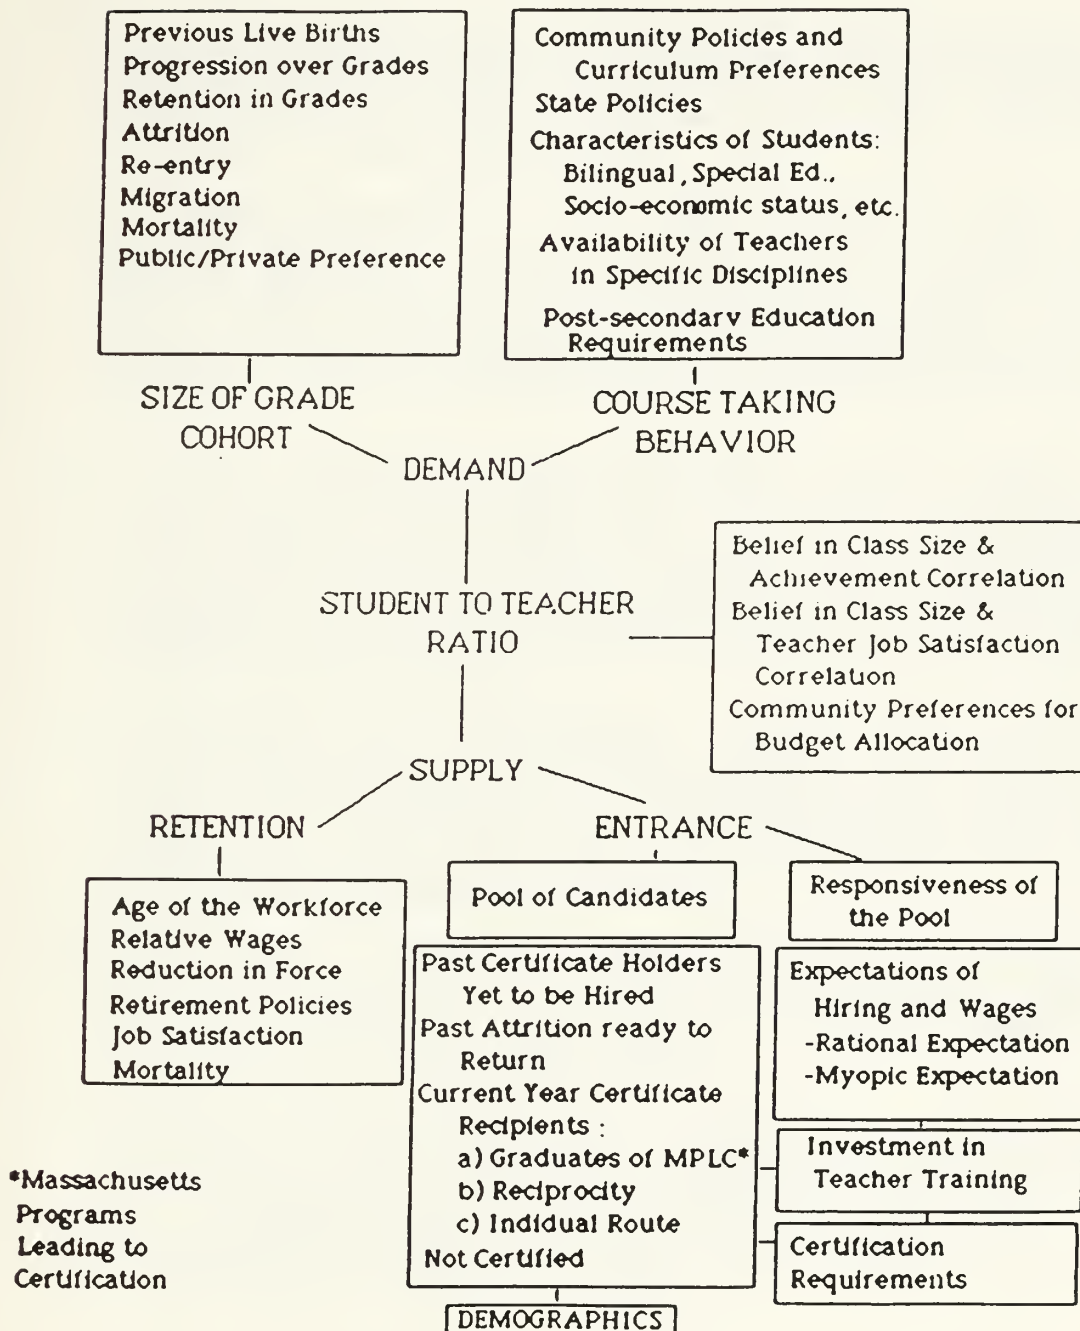 Previous Live Births
Progression over Grades
Retention in Grades
Attrition
Re-entry
Migration
Mortality
Public/Private Preference
Community Policies and
Curriculum Preferences
State Policies
Characteristics of Students:
Bilingual, Special Ed.,
Socio-economic status, etc.
Availability of Teachers
in Specific Disciplines
Post-secondary Education
Requirements
SIZE OF GRADE
COHORT
COURSE TAKING
BEHAVIOR
DEMAND
STUDENT TO TEACHER
RATIO
Belief in Class Size &
Achievement Correlation
Belief in Class Size &
Teacher Job Satisfaction
Correlation
Community Preferences for
Budget Allocation
SUPPLY
RETENTION
ENTRANCE
Age of the Workforce
Relative Wages
Reduction in Force
Retirement Policies
Job Satisfaction
Mortality
Pool of Candidates
Responsiveness of
the Pool
Past Certificate Holders
Yet to be Hired
Past Attrition ready to
Return
Current Year Certificate
Recipients :
a) Graduates of MPLC*
b) Reciprocity
c) Indidual Route
Not Certified
Expectations of
Hiring and Wages
-Rational Expectation
-Myopic Expectation
Investment in
Teacher Training
Certification
Requirements
*Massachusetts
Programs
Leading to
Certification
DEMOGRAPHICS